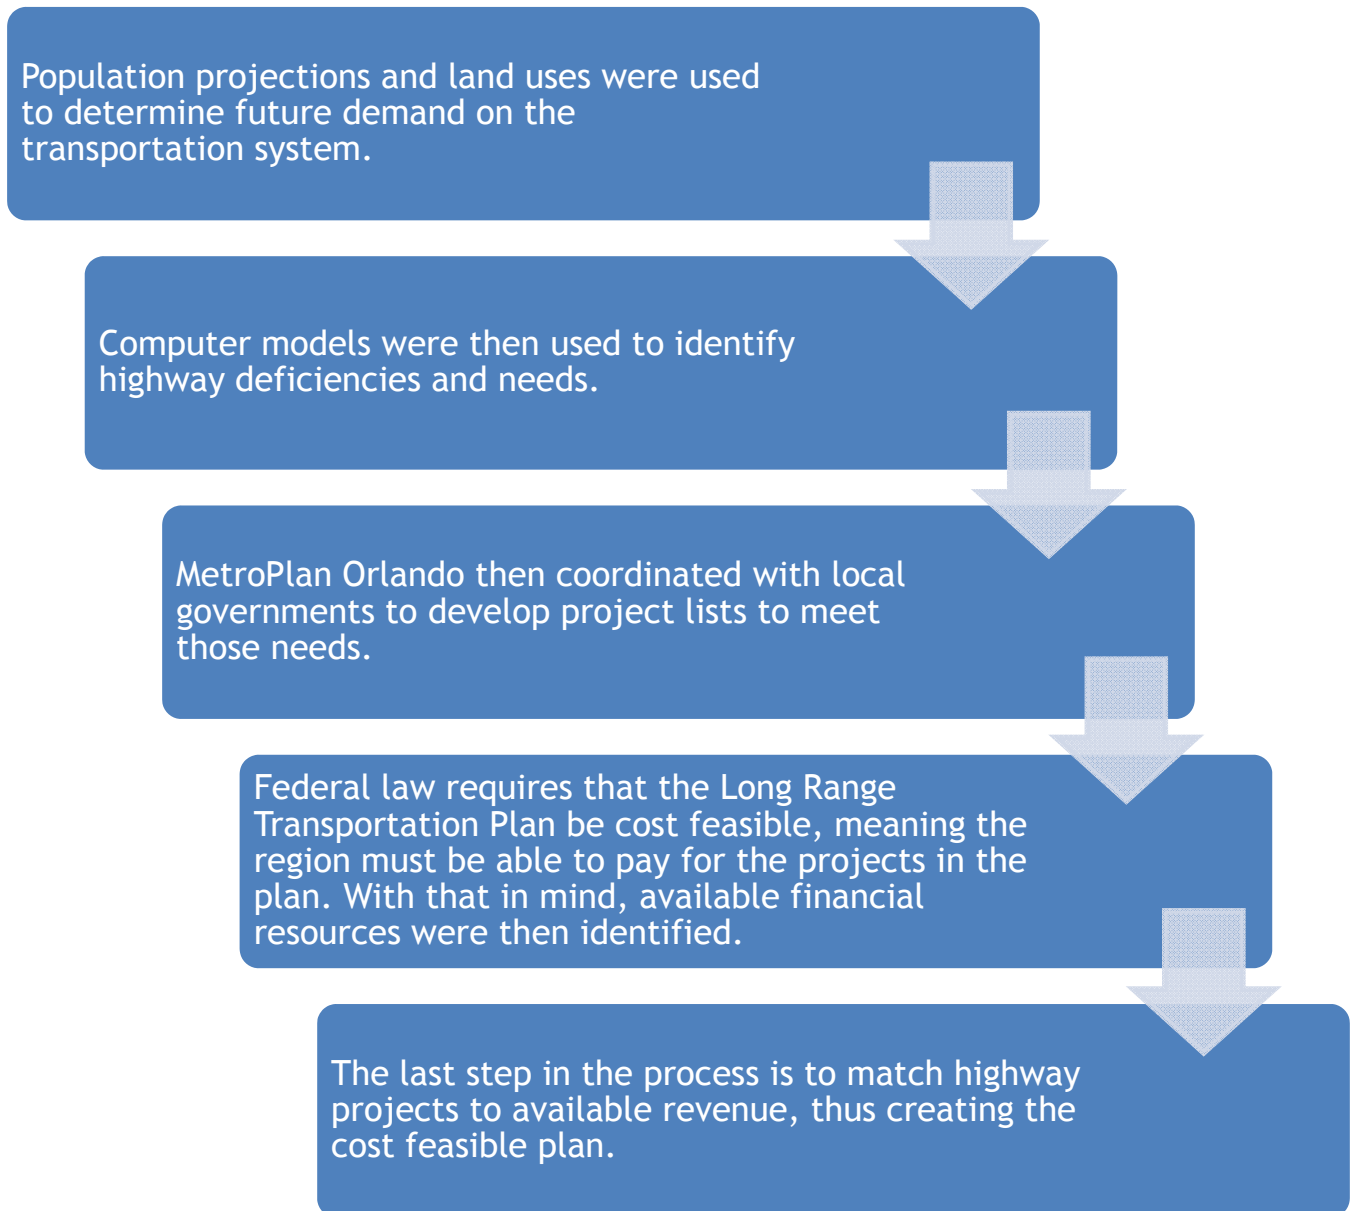 Population projections and land uses were used
to determine future demand on the
transportation system.
Computer models were then used to identify
highway deficiencies and needs.
MetroPlan Orlando then coordinated with local
governments to develop project lists to meet
those needs.
Federal law requires that the Long Range
Transportation Plan be cost feasible, meaning the
region must be able to pay for the projects in the
plan. With that in mind, available financial
resources were then identified.
The last step in the process is to match highway
projects to available revenue, thus creating the
cost feasible plan.